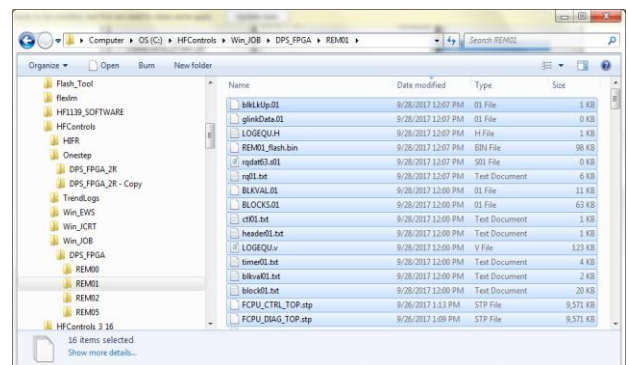 Computer ▸ OS (C:) ▸ HFControls ▸ Win_JOB ▸ DPS_FPGA ▸ REM01 ▸
Search REM01
Organize Open Burn New folder
Name Date modified Type Size
Flash_Tool
flexlm
HF1139_SOFTWARE
HFControls
HIFR
Onestep
DPS_FPGA_2R
DPS_FPGA_2R - Copy
TrendLogs
Win_EWS
Win_JCRT
Win_JOB
DPS_FPGA
REM00
REM01
REM02
REM05
HFControls 3 16
blkLkUp.01 9/28/2017 12:07 PM 01 File 1 KB
glinkData.01 9/28/2017 12:07 PM 01 File 0 KB
LOGEQU.H 9/28/2017 12:07 PM H File 1 KB
REM01_flash.bin 9/28/2017 12:07 PM BIN File 98 KB
rqdat63.s01 9/28/2017 12:07 PM S01 File 0 KB
rq01.txt 9/28/2017 12:07 PM Text Document 6 KB
BLKVAL.01 9/28/2017 12:00 PM 01 File 11 KB
BLOCKS.01 9/28/2017 12:00 PM 01 File 63 KB
ctl01.txt 9/28/2017 12:00 PM Text Document 1 KB
header01.txt 9/28/2017 12:00 PM Text Document 1 KB
LOGEQU.v 9/28/2017 12:00 PM V File 123 KB
timer01.txt 9/28/2017 12:00 PM Text Document 4 KB
blkval01.txt 9/28/2017 12:00 PM Text Document 2 KB
block01.txt 9/28/2017 12:00 PM Text Document 20 KB
FCPU_CTRL_TOP.stp 9/26/2017 1:13 PM STP File 9,571 KB
FCPU_DIAG_TOP.stp 9/26/2017 1:09 PM STP File 9,571 KB
16 items selected
Show more details...